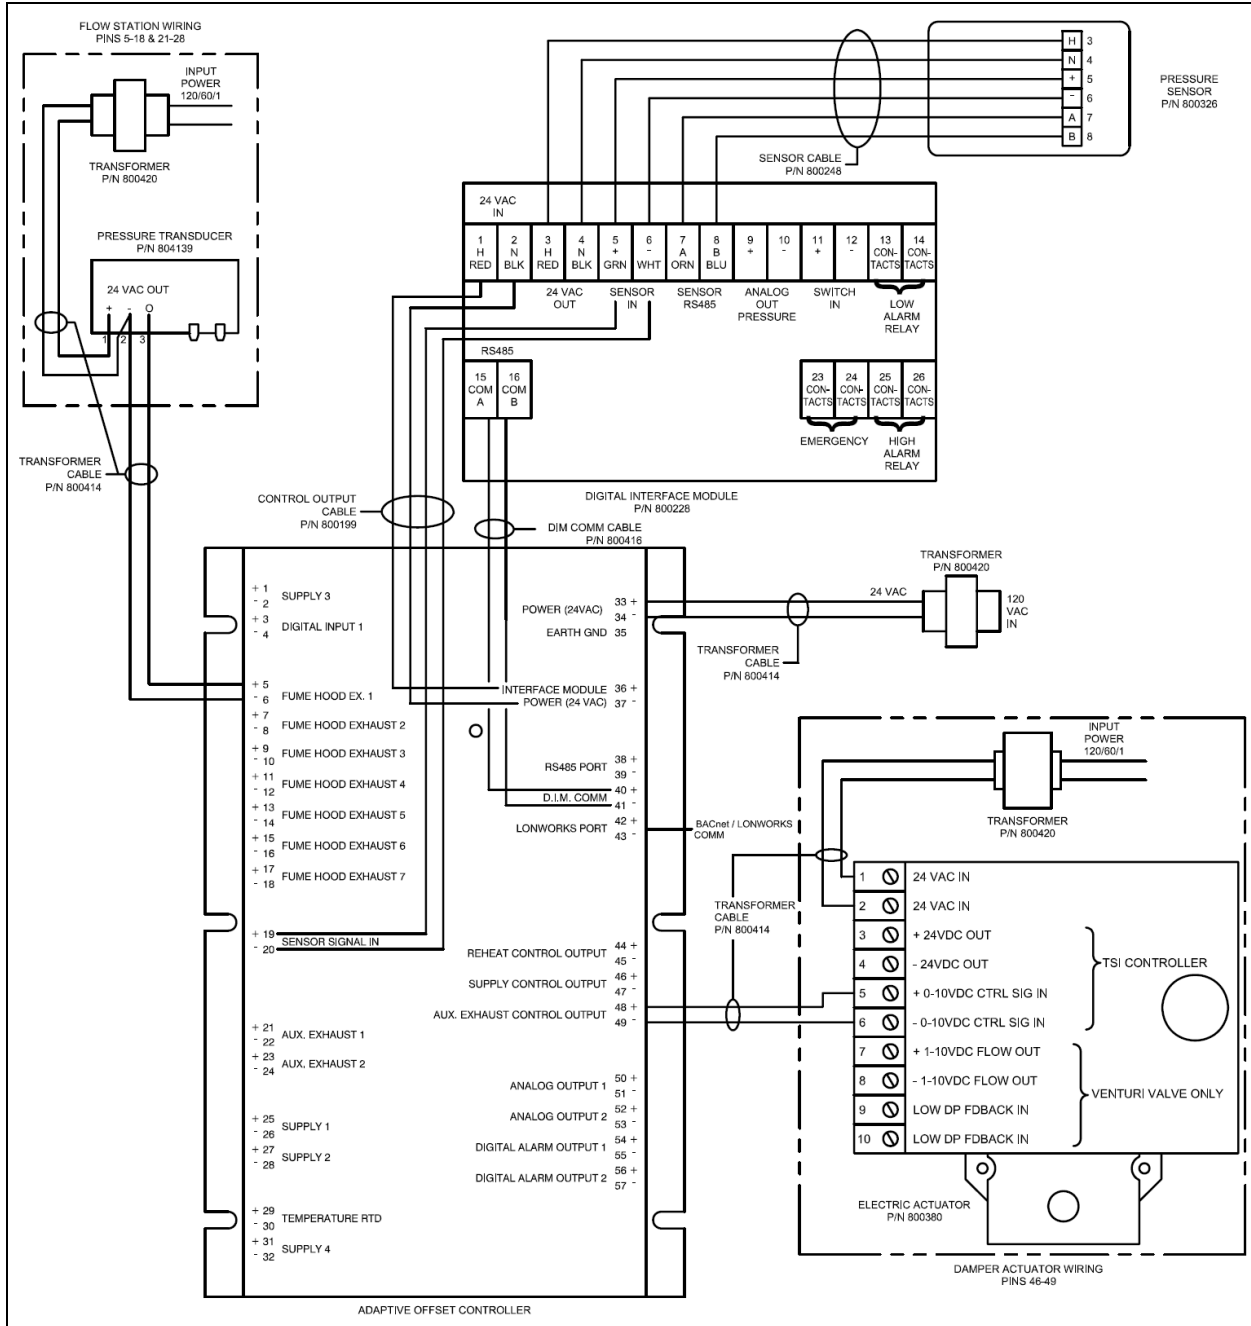 FLOW STATION WIRING
PINS 5-18 & 21-28
INPUT
POWER
120/60/1
TRANSFORMER
P/N 800420
PRESSURE TRANSDUCER
P/N 804139
24 VAC OUT
+ - O
1 2 3
TRANSFORMER
CABLE
P/N 800414
H 3
N 4
+ 5
- 6
A 7
B 8
PRESSURE
SENSOR
P/N 800326
SENSOR CABLE
P/N 800248
24 VAC
IN
1 2 3 4 5 6 7 8 9 10 11 12 13 14
H N H N + - A B + - + - CON- CON-
RED BLK RED BLK GRN WHT ORN BLU TACTS TACTS
24 VAC
OUT
SENSOR
IN
SENSOR
RS485
ANALOG
OUT
PRESSURE
SWITCH
IN
LOW
ALARM
RELAY
RS485
15 16
COM COM
A B
23 24 25 26
CON- CON- CON- CON-
TACTS TACTS TACTS TACTS
EMERGENCY
HIGH
ALARM
RELAY
DIGITAL INTERFACE MODULE
P/N 800228
CONTROL OUTPUT
CABLE
P/N 800199
DIM COMM CABLE
P/N 800416
+ 1
- 2
SUPPLY 3
+ 3
- 4
DIGITAL INPUT 1
+ 5
- 6
FUME HOOD EX. 1
+ 7
- 8
FUME HOOD EXHAUST 2
+ 9
- 10
FUME HOOD EXHAUST 3
+ 11
- 12
FUME HOOD EXHAUST 4
+ 13
- 14
FUME HOOD EXHAUST 5
+ 15
- 16
FUME HOOD EXHAUST 6
+ 17
- 18
FUME HOOD EXHAUST 7
+ 19
- 20
SENSOR SIGNAL IN
+ 21
- 22
AUX. EXHAUST 1
+ 23
- 24
AUX. EXHAUST 2
+ 25
- 26
SUPPLY 1
+ 27
- 28
SUPPLY 2
+ 29
- 30
TEMPERATURE RTD
+ 31
- 32
SUPPLY 4
POWER (24VAC)
33 +
34 -
EARTH GND 35
INTERFACE MODULE 36 +
POWER (24 VAC) 37 -
RS485 PORT
38 +
39 -
40 +
D.I.M. COMM
41 -
LONWORKS PORT
42 +
43 -
REHEAT CONTROL OUTPUT
44 +
45 -
SUPPLY CONTROL OUTPUT
46 +
47 -
AUX. EXHAUST CONTROL OUTPUT
48 +
49 -
ANALOG OUTPUT 1
50 +
51 -
ANALOG OUTPUT 2
52 +
53 -
DIGITAL ALARM OUTPUT 1
54 +
55 -
DIGITAL ALARM OUTPUT 2
56 +
57 -
ADAPTIVE OFFSET CONTROLLER
TRANSFORMER
P/N 800420
24 VAC
120
VAC
IN
TRANSFORMER
CABLE
P/N 800414
BACnet / LONWORKS
COMM
TRANSFORMER
CABLE
P/N 800414
INPUT
POWER
120/60/1
TRANSFORMER
P/N 800420
1 24 VAC IN
2 24 VAC IN
3 + 24VDC OUT
4 - 24VDC OUT
5 + 0-10VDC CTRL SIG IN
6 - 0-10VDC CTRL SIG IN
7 + 1-10VDC FLOW OUT
8 - 1-10VDC FLOW OUT
9 LOW DP FDBACK IN
10 LOW DP FDBACK IN
TSI CONTROLLER
VENTURI VALVE ONLY
ELECTRIC ACTUATOR
P/N 800380
DAMPER ACTUATOR WIRING
PINS 46-49